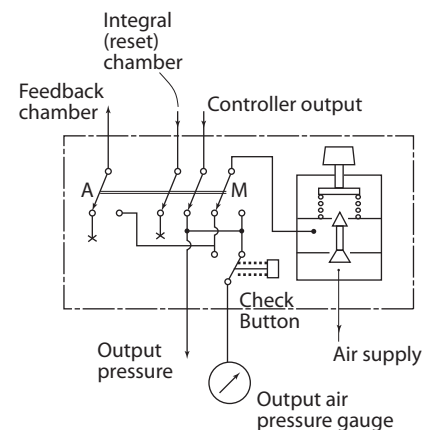 Integral
(reset)
chamber
Feedback
chamber
Controller output
A
M
Check
Button
Output
pressure
Air supply
Output air
pressure gauge